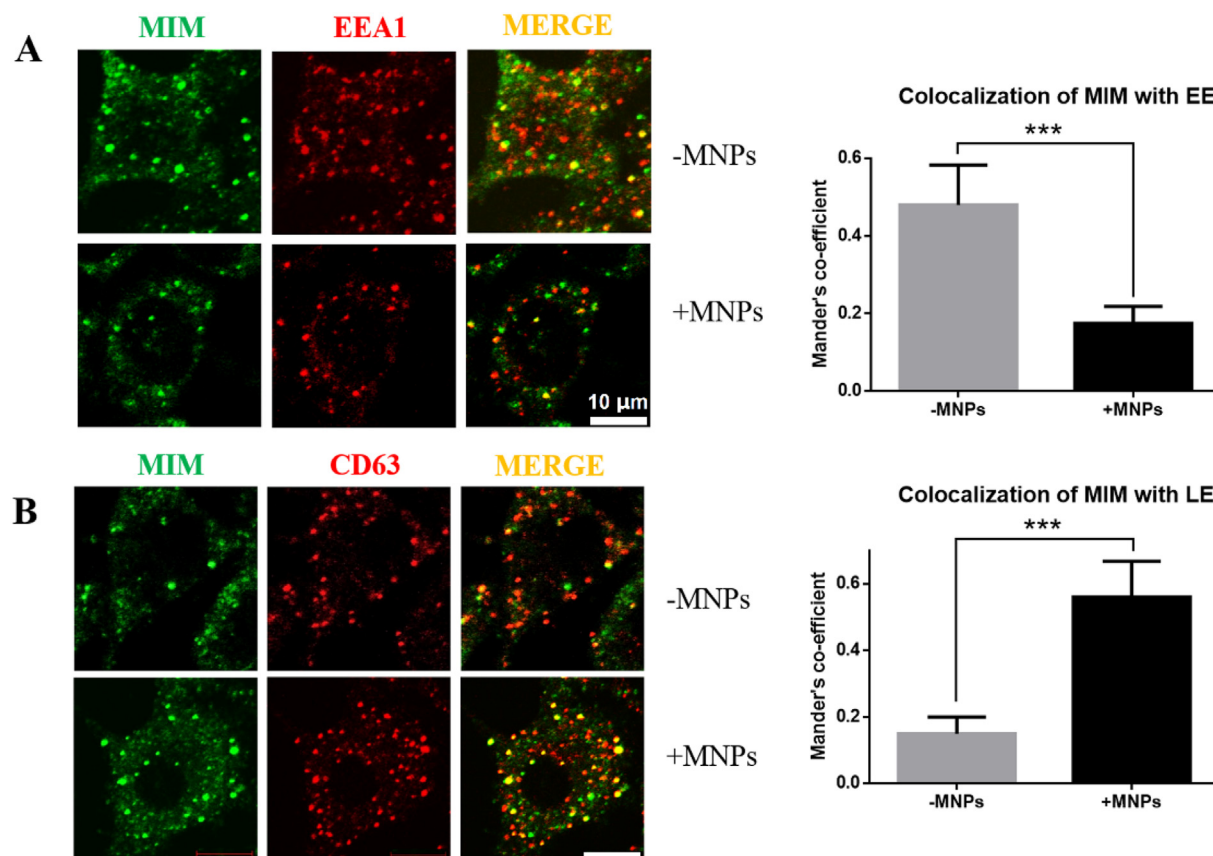 A
MIM EEA1 MERGE
-MNPs
+MNPs
10 µm
Colocalization of MIM with EE
***
Mander's co-efficient
0.6
0.4
0.2
0.0
-MNPs +MNPs
B
MIM CD63 MERGE
-MNPs
+MNPs
Colocalization of MIM with LE
***
Mander's co-efficient
0.6
0.4
0.2
0.0
-MNPs +MNPs